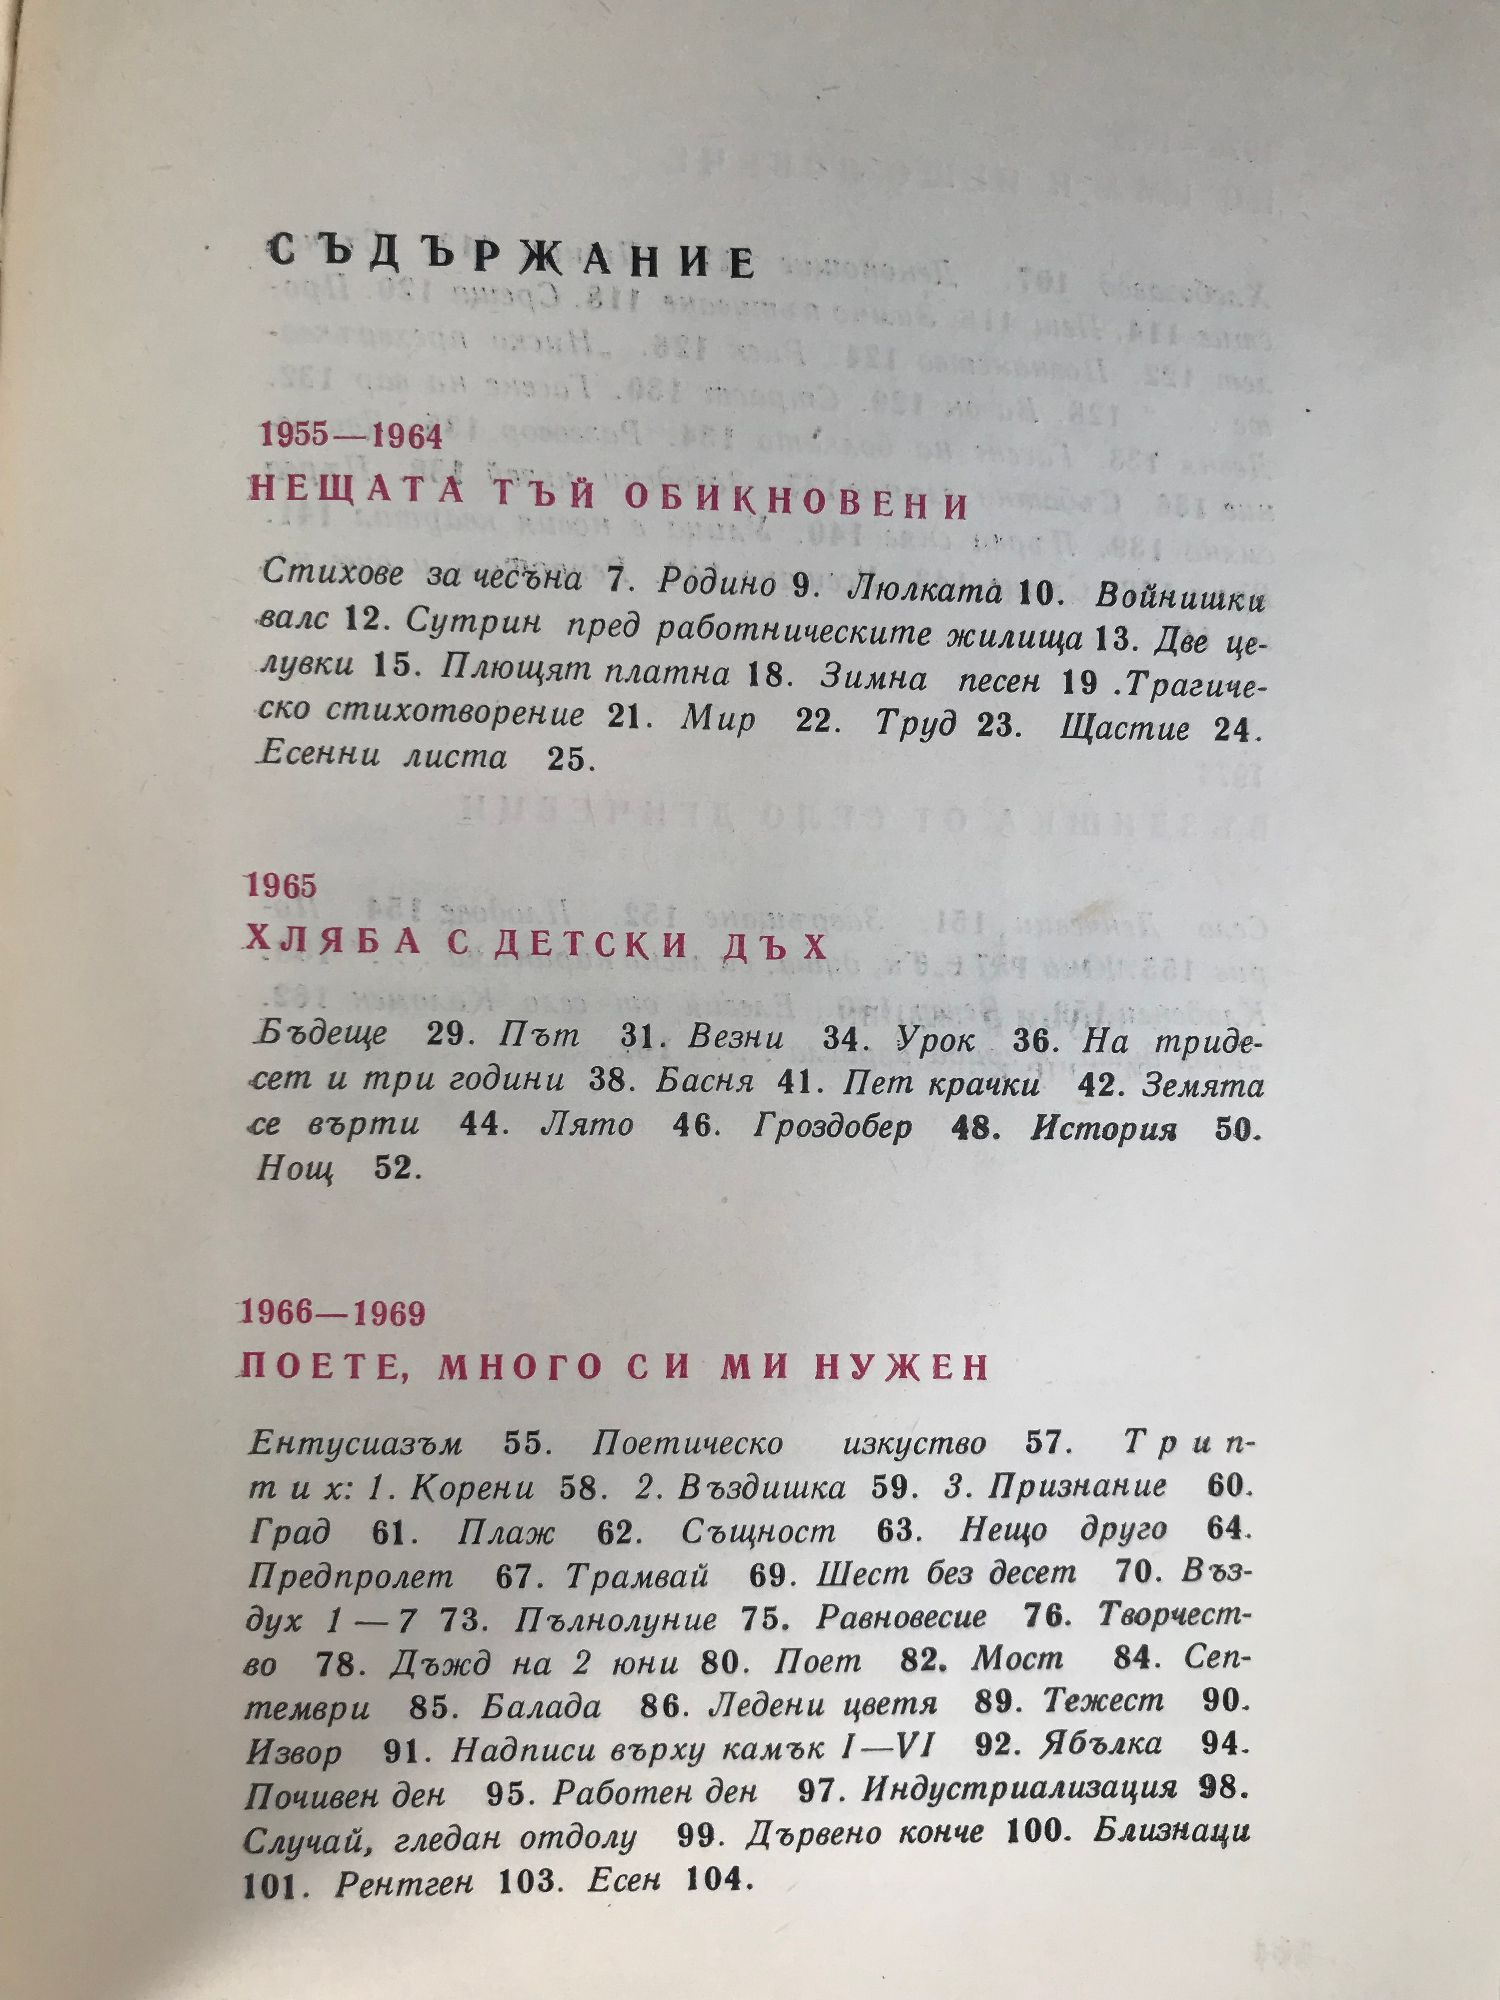 СЪДЪРЖАНИЕ
1955—1964
НЕЩАТА ТЪЙ ОБИКНОВЕНИ
Стихове за чесъна 7. Родино 9. Люлката 10. Войнишки
валс 12. Сутрин пред работническите жилища 13. Две це-
лувки 15. Плющят платна 18. Зимна песен 19 .Трагиче-
ско стихотворение 21. Мир 22. Труд 23. Щастие 24.
Есенни листа 25.
1965
ХЛЯБА С ДЕТСКИ ДЪХ
Бъдеще 29. Път 31. Везни 34. Урок 36. На триде-
сет и три години 38. Басня 41. Пет крачки 42. Земята
се върти 44. Лято 46. Гроздобер 48. История 50.
Нощ 52.
1966—1969
ПОЕТЕ, МНОГО СИ МИ НУЖЕН
Ентусиазъм 55. Поетическо изкуство 57. Трип-
тих: 1. Корени 58. 2. Въздишка 59. 3. Признание 60.
Град 61. Плаж 62. Същност 63. Нещо друго 64.
Предпролет 67. Трамвай 69. Шест без десет 70. Въз-
дух 1—7 73. Пълнолуние 75. Равновесие 76. Творчест-
во 78. Дъжд на 2 юни 80. Поет 82. Мост 84. Сеп-
тември 85. Балада 86. Ледени цветя 89. Тежест 90.
Извор 91. Надписи върху камък I—VI 92. Ябълка 94.
Почивен ден 95. Работен ден 97. Индустриализация 98.
Случай, гледан отдолу 99. Дървено конче 100. Близнаци
101. Рентген 103. Есен 104.